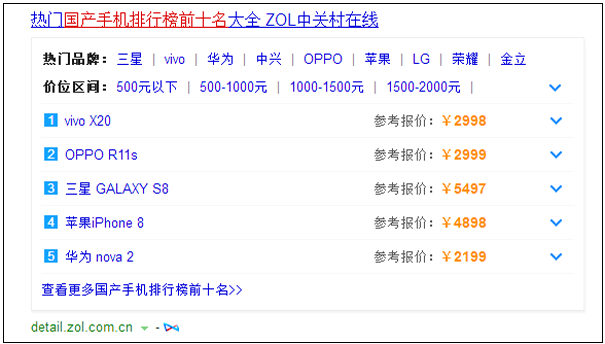 热门国产手机排行榜前十名大全 ZOL中关村在线
热门品牌： 三星 | vivo | 华为 | 中兴 | OPPO | 苹果 | LG | 荣耀 | 金立
价位区间： 500元以下 | 500-1000元 | 1000-1500元 | 1500-2000元 |
1 vivo X20 参考报价：￥2998
2 OPPO R11s 参考报价：￥2999
3 三星 GALAXY S8 参考报价：￥5497
4 苹果iPhone 8 参考报价：￥4898
5 华为 nova 2 参考报价：￥2199
查看更多国产手机排行榜前十名>>
detail.zol.com.cn -